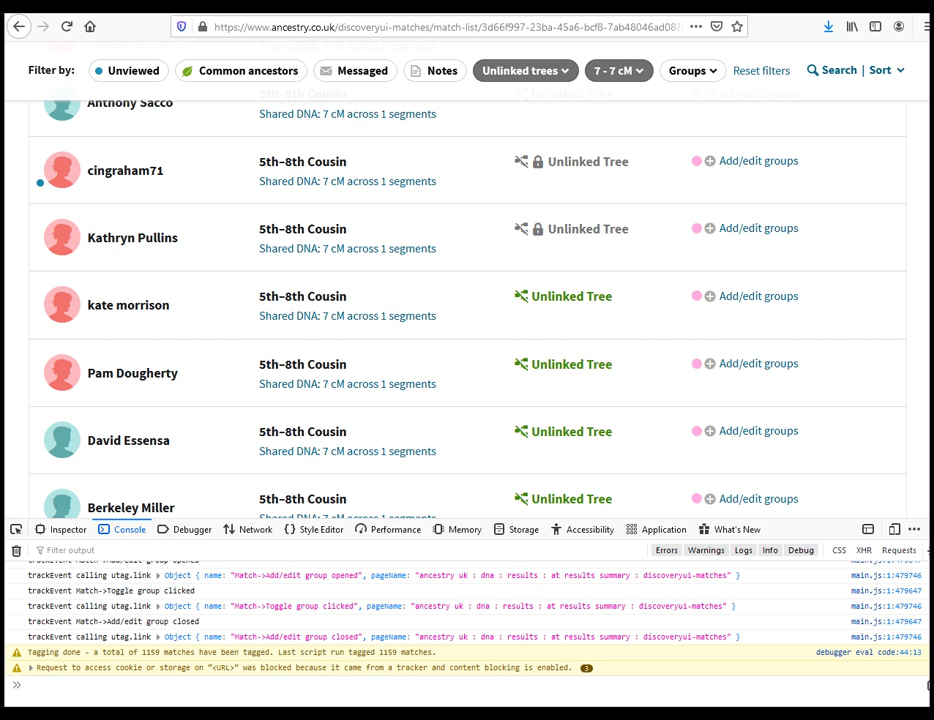 https://www.ancestry.co.uk/discoveryui-matches/match-list/3d66f997-23ba-45a6-bcf8-7ab48046ad08
Filter by: Unviewed Common ancestors Messaged Notes Unlinked trees 7 - 7 cM Groups Reset filters Search | Sort
Anthony Sacco
Shared DNA: 7 cM across 1 segments
cingraham71 5th–8th Cousin Unlinked Tree Add/edit groups
Shared DNA: 7 cM across 1 segments
Kathryn Pullins 5th–8th Cousin Unlinked Tree Add/edit groups
Shared DNA: 7 cM across 1 segments
kate morrison 5th–8th Cousin Unlinked Tree Add/edit groups
Shared DNA: 7 cM across 1 segments
Pam Dougherty 5th–8th Cousin Unlinked Tree Add/edit groups
Shared DNA: 7 cM across 1 segments
David Essensa 5th–8th Cousin Unlinked Tree Add/edit groups
Shared DNA: 7 cM across 1 segments
Berkeley Miller 5th–8th Cousin Unlinked Tree Add/edit groups
Inspector Console Debugger Network Style Editor Performance Memory Storage Accessibility Application What's New
Filter output Errors Warnings Logs Info Debug CSS XHR Requests
trackEvent calling utag.link Object { name: "Match->Add/edit group opened", pageName: "ancestry uk : dna : results : at results summary : discoveryui-matches" } main.js:1:479746
trackEvent Match->Toggle group clicked main.js:1:479647
trackEvent calling utag.link Object { name: "Match->Toggle group clicked", pageName: "ancestry uk : dna : results : at results summary : discoveryui-matches" } main.js:1:479746
trackEvent Match->Add/edit group closed main.js:1:479647
trackEvent calling utag.link Object { name: "Match->Add/edit group closed", pageName: "ancestry uk : dna : results : at results summary : discoveryui-matches" } main.js:1:479746
Tagging done - a total of 1159 matches have been tagged. Last script run tagged 1159 matches. debugger eval code:44:13
Request to access cookie or storage on “<URL>” was blocked because it came from a tracker and content blocking is enabled. 3